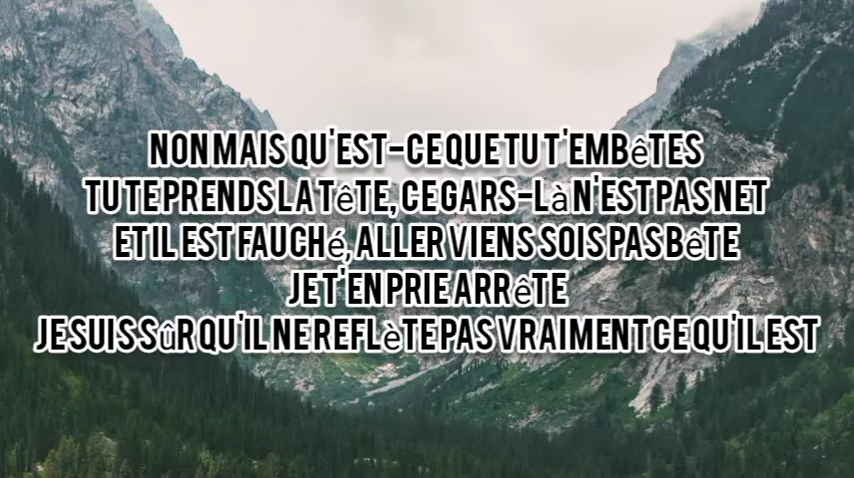 NON MAIS QU'EST-CE QUE TU T'EMBêTES
TU TE PRENDS LA TêTE, CE GARS-Là N'EST PAS NET
ET IL EST FAUCHé, ALLER VIENS SOIS PAS BêTE
JE T'EN PRIE ARRêTE
JE SUIS SûR QU'IL NE REFLèTE PAS VRAIMENT CE QU'IL EST